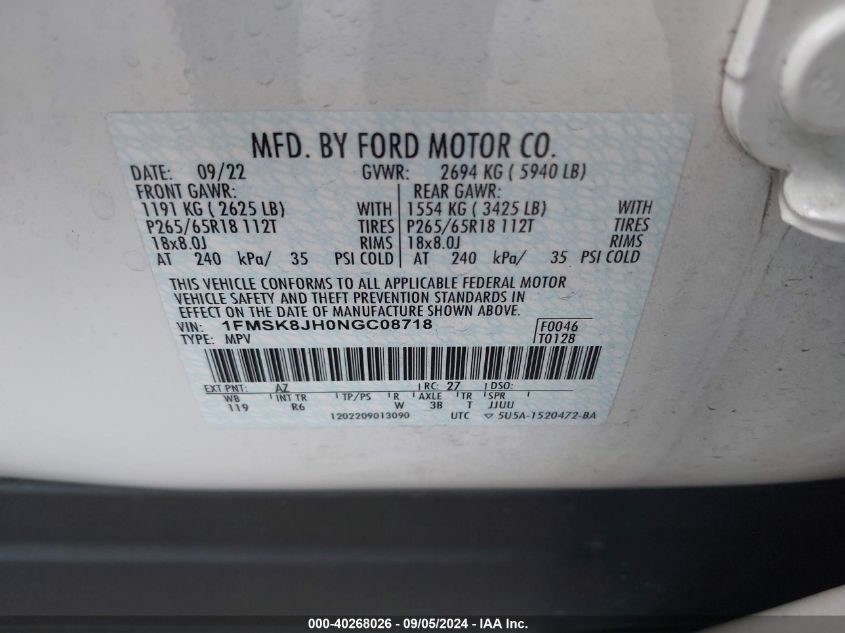 MFD. BY FORD MOTOR CO.
DATE: 09/22 GVWR: 2694 KG ( 5940 LB)
FRONT GAWR: REAR GAWR:
1191 KG ( 2625 LB) WITH 1554 KG ( 3425 LB) WITH
P265/65R18 112T TIRES P265/65R18 112T TIRES
18x8.0J RIMS 18x8.0J RIMS
AT 240 kPa/ 35 PSI COLD AT 240 kPa/ 35 PSI COLD
THIS VEHICLE CONFORMS TO ALL APPLICABLE FEDERAL MOTOR
VEHICLE SAFETY AND THEFT PREVENTION STANDARDS IN
EFFECT ON THE DATE OF MANUFACTURE SHOWN ABOVE.
VIN: 1FMSK8JH0NGC08718 F0046
TYPE: MPV T0128
EXT PNT: AZ RC: 27 DSO:
WB INT TR TP/PS R AXLE TR SPR
119 R6 W 3B T JJUU
1202209013090 UTC 5U5A-1520472-BA
000-40268026 - 09/05/2024 - IAA Inc.